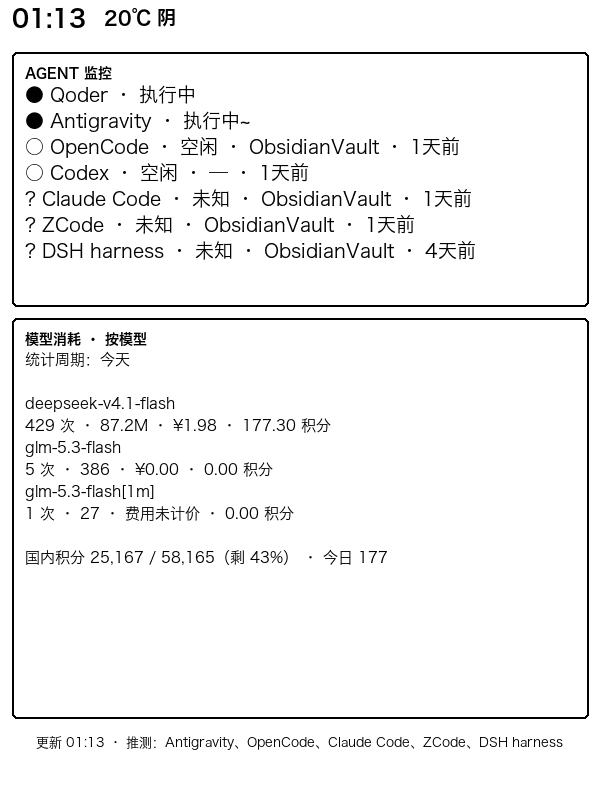 01:13 20℃ 阴
AGENT 监控
● Qoder · 执行中
● Antigravity · 执行中~
○ OpenCode · 空闲 · ObsidianVault · 1天前
○ Codex · 空闲 · — · 1天前
? Claude Code · 未知 · ObsidianVault · 1天前
? ZCode · 未知 · ObsidianVault · 1天前
? DSH harness · 未知 · ObsidianVault · 4天前
模型消耗 · 按模型
统计周期：今天
deepseek-v4.1-flash
429 次 · 87.2M · ¥1.98 · 177.30 积分
glm-5.3-flash
5 次 · 386 · ¥0.00 · 0.00 积分
glm-5.3-flash[1m]
1 次 · 27 · 费用未计价 · 0.00 积分
国内积分 25,167 / 58,165（剩 43%） · 今日 177
更新 01:13 · 推测：Antigravity、OpenCode、Claude Code、ZCode、DSH harness